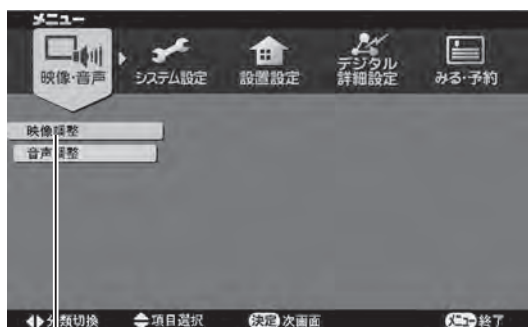 メニュー
映像・音声 システム設定 設置設定 デジタル詳細設定 みる・予約
映像調整
音声調整
分類切換 項目選択 決定 次画面 メニュー 終了